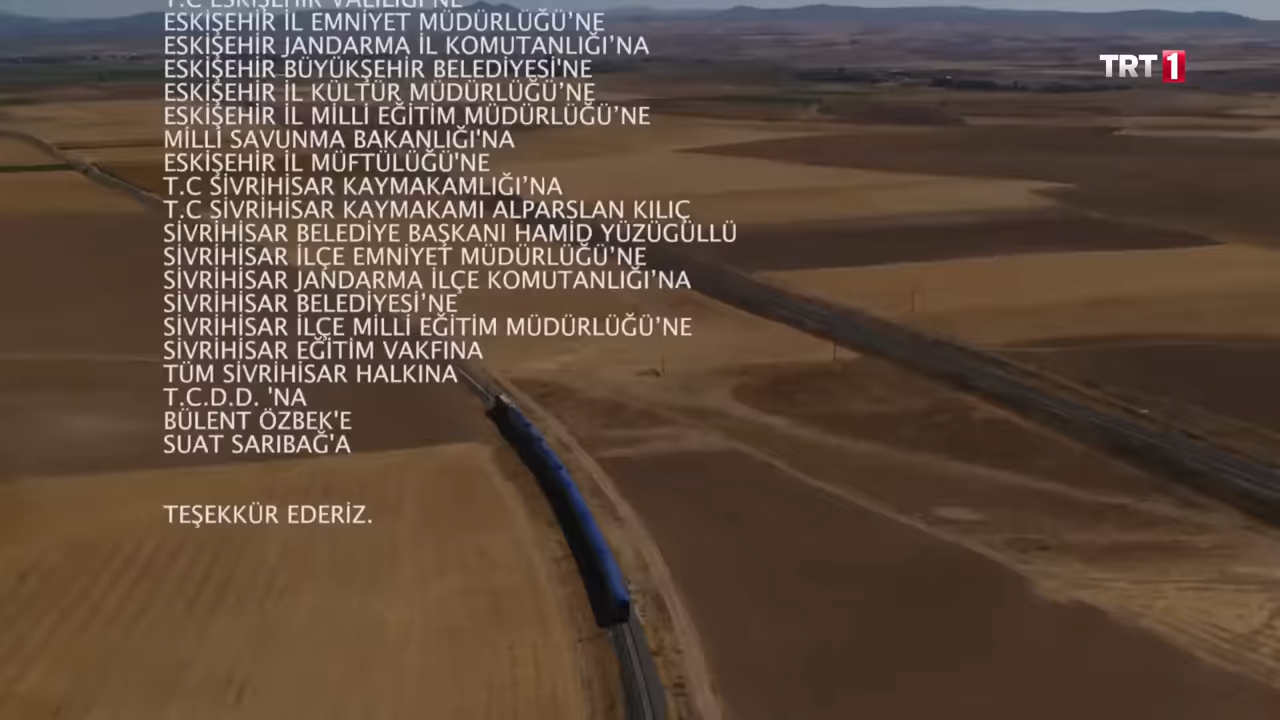 T.C ESKİŞEHİR VALİLİĞİ'NE
ESKİŞEHİR İL EMNİYET MÜDÜRLÜĞÜ’NE
ESKİŞEHİR JANDARMA İL KOMUTANLIĞI’NA
ESKİŞEHİR BÜYÜKŞEHİR BELEDİYESİ'NE
ESKİŞEHİR İL KÜLTÜR MÜDÜRLÜĞÜ’NE
ESKİŞEHİR İL MİLLİ EĞİTİM MÜDÜRLÜĞÜ’NE
MİLLİ SAVUNMA BAKANLIĞI'NA
ESKİŞEHİR İL MÜFTÜLÜĞÜ'NE
T.C SİVRİHİSAR KAYMAKAMLIĞI’NA
T.C SİVRİHİSAR KAYMAKAMI ALPARSLAN KILIÇ
SİVRİHİSAR BELEDİYE BAŞKANI HAMİD YÜZÜGÜLLÜ
SİVRİHİSAR İLÇE EMNİYET MÜDÜRLÜĞÜ’NE
SİVRİHİSAR JANDARMA İLÇE KOMUTANLIĞI’NA
SİVRİHİSAR BELEDİYESİ’NE
SİVRİHİSAR İLÇE MİLLİ EĞİTİM MÜDÜRLÜĞÜ’NE
SİVRİHİSAR EĞİTİM VAKFINA
TÜM SİVRİHİSAR HALKINA
T.C.D.D. 'NA
BÜLENT ÖZBEK'E
SUAT SARIBAĞ'A
TEŞEKKÜR EDERİZ.
TRT 1